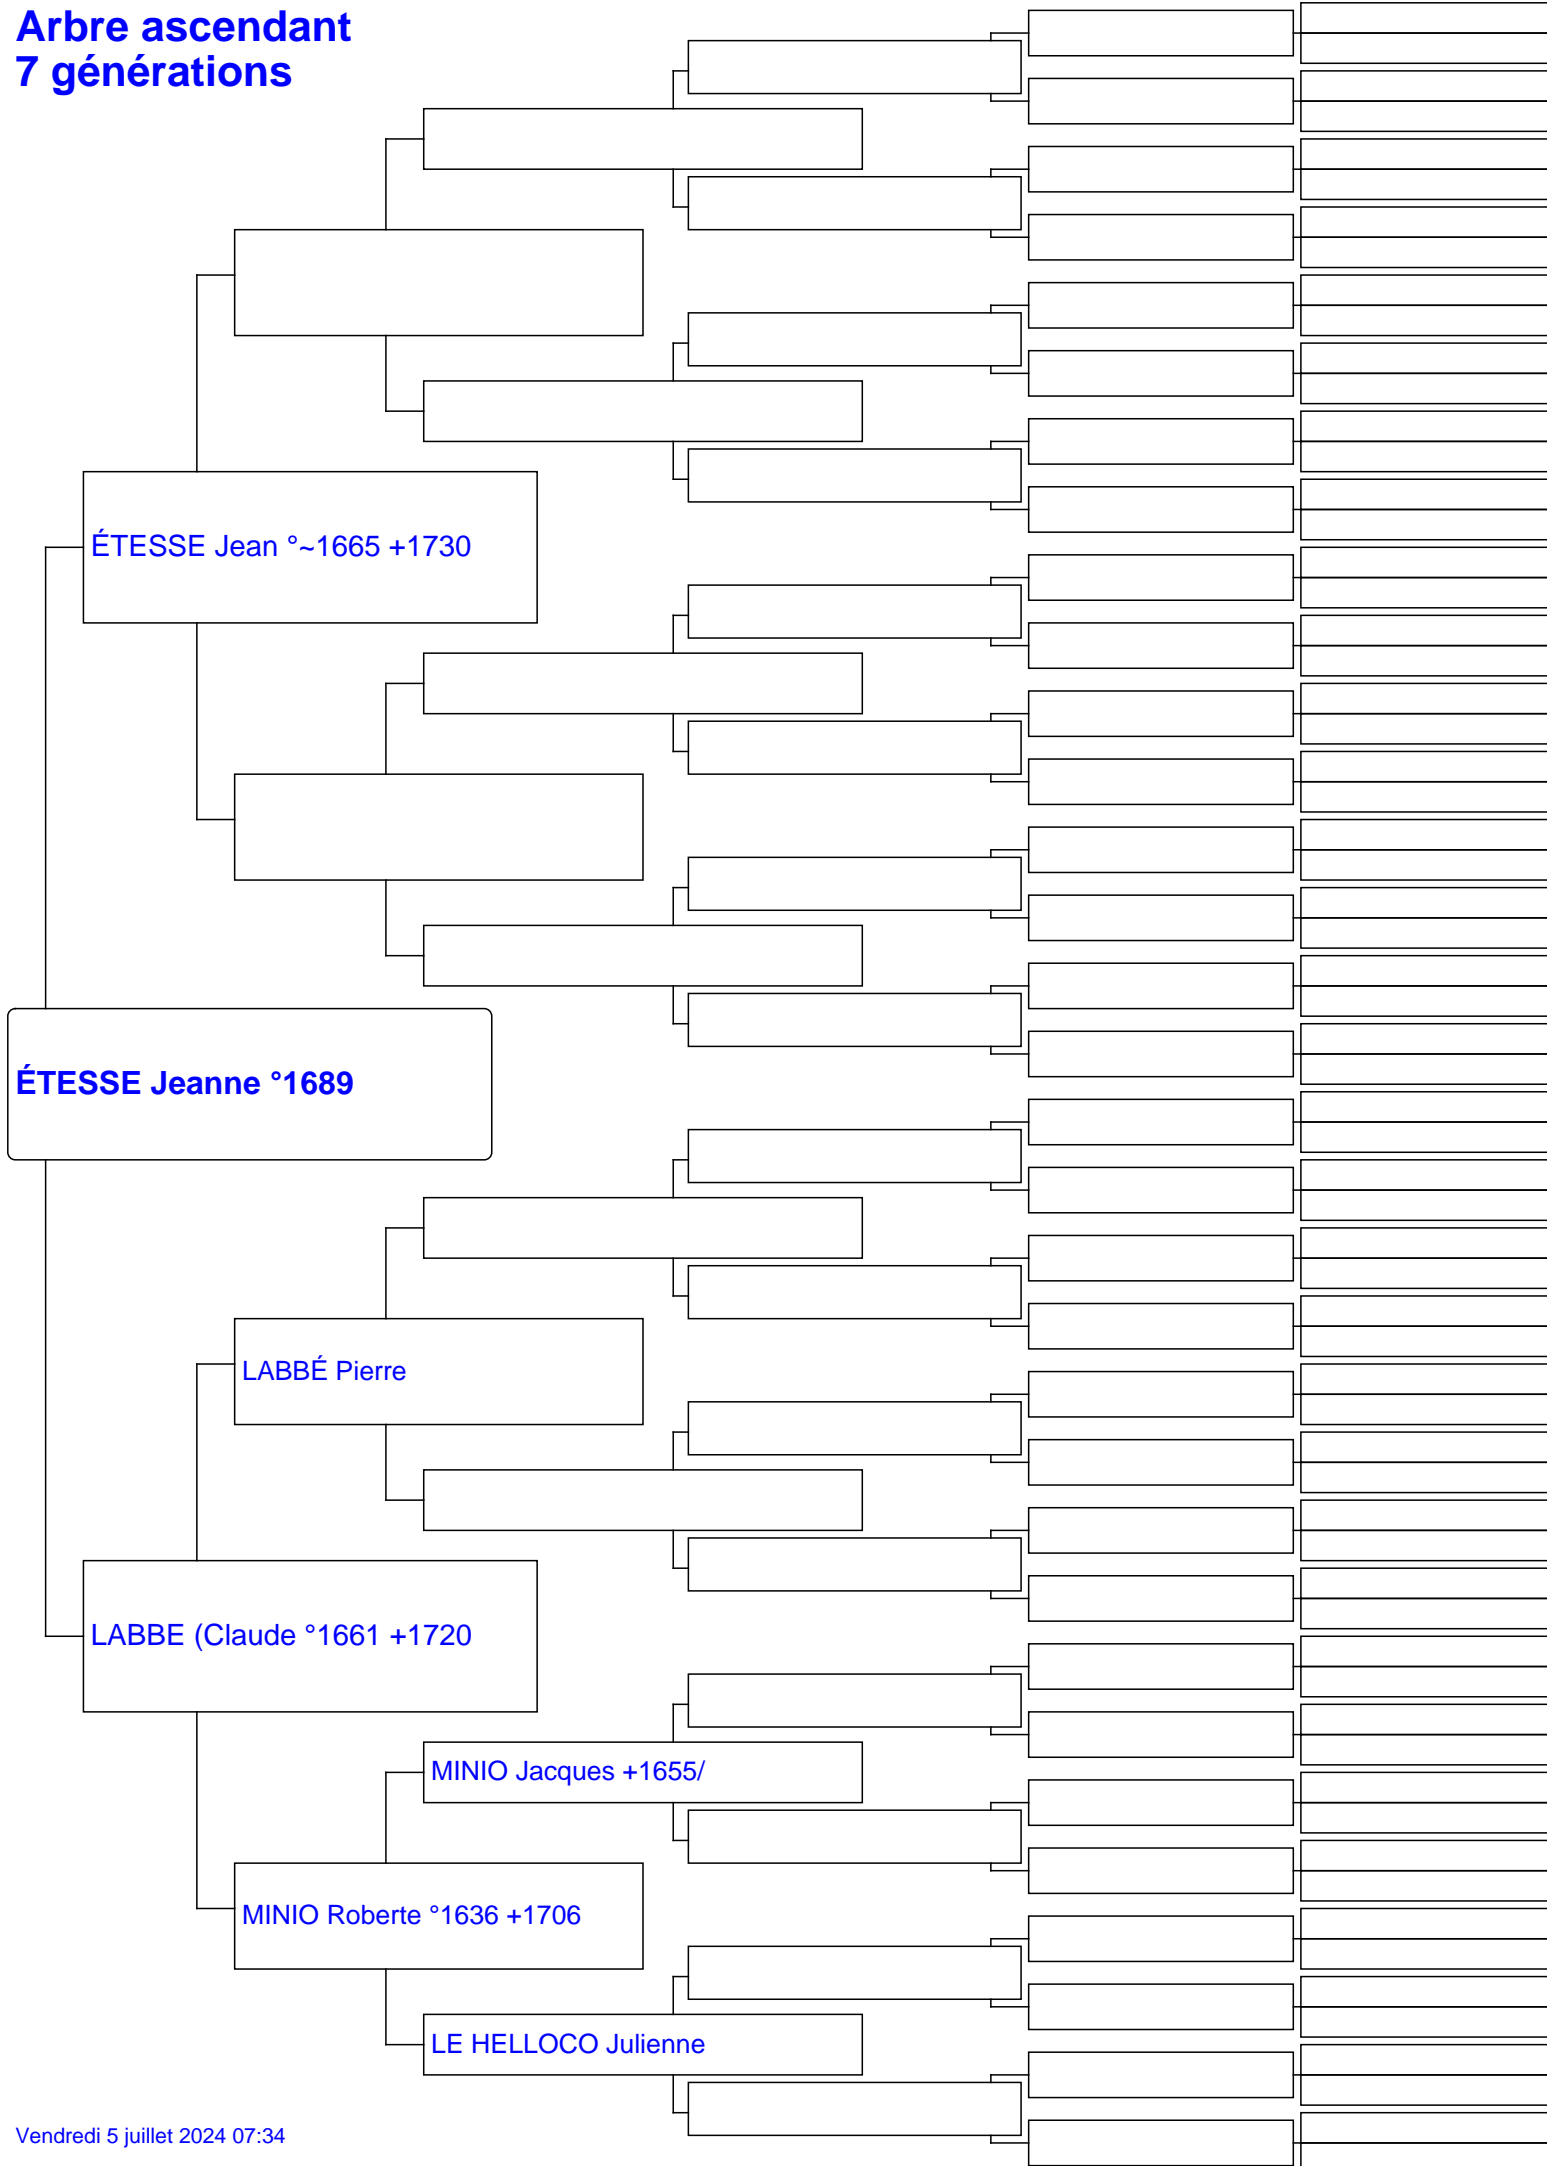 Arbre ascendant
7 générations
ÉTESSE Jean °~1665 +1730
ÉTESSE Jeanne °1689
LABBÉ Pierre
LABBE (Claude °1661 +1720
MINIO Jacques +1655/
MINIO Roberte °1636 +1706
LE HELLOCO Julienne
Vendredi 5 juillet 2024 07:34